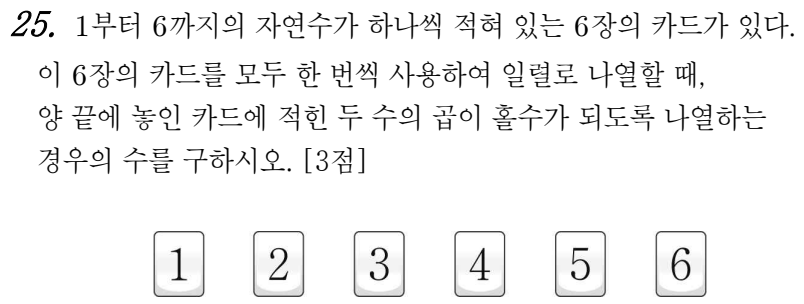 25. 1부터 6까지의 자연수가 하나씩 적혀 있는 6장의 카드가 있다.
이 6장의 카드를 모두 한 번씩 사용하여 일렬로 나열할 때,
양 끝에 놓인 카드에 적힌 두 수의 곱이 홀수가 되도록 나열하는
경우의 수를 구하시오. [3점]
1 2 3 4 5 6